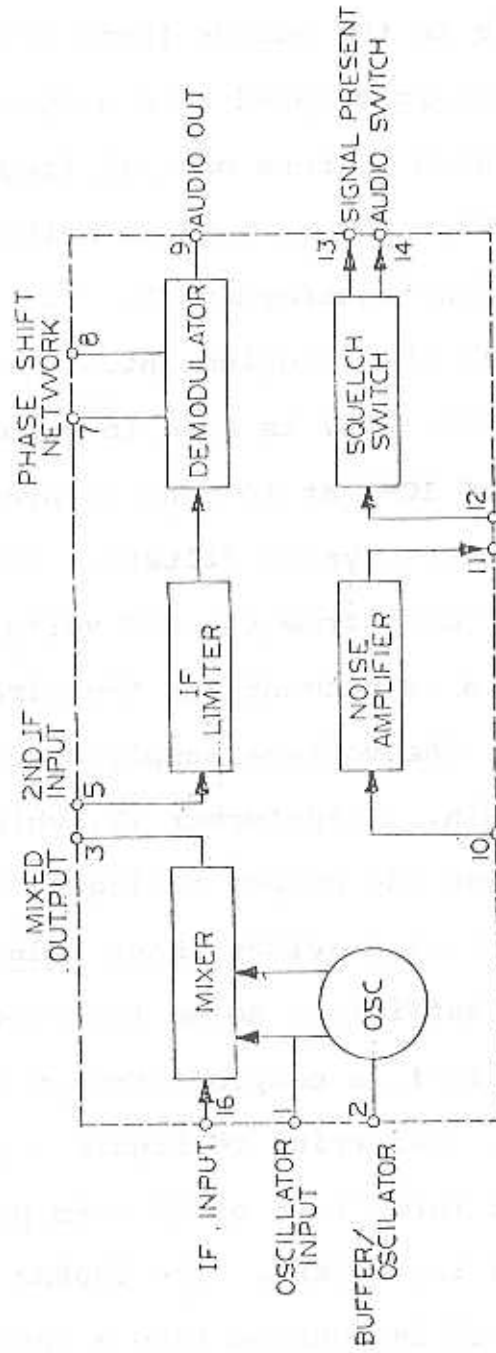 MIXED
OUTPUT
3
2ND IF
INPUT
5
PHASE SHIFT
NETWORK
8
IF INPUT
16
MIXER
IF
LIMITER
DEMODULATOR
9
AUDIO OUT
OSCILLATOR
INPUT
1
BUFFER/
OSCILLATOR
2
OSC
NOISE
AMPLIFIER
SQUELCH
SWITCH
13
SIGNAL PRESENT
14
AUDIO SWITCH
10
11
12